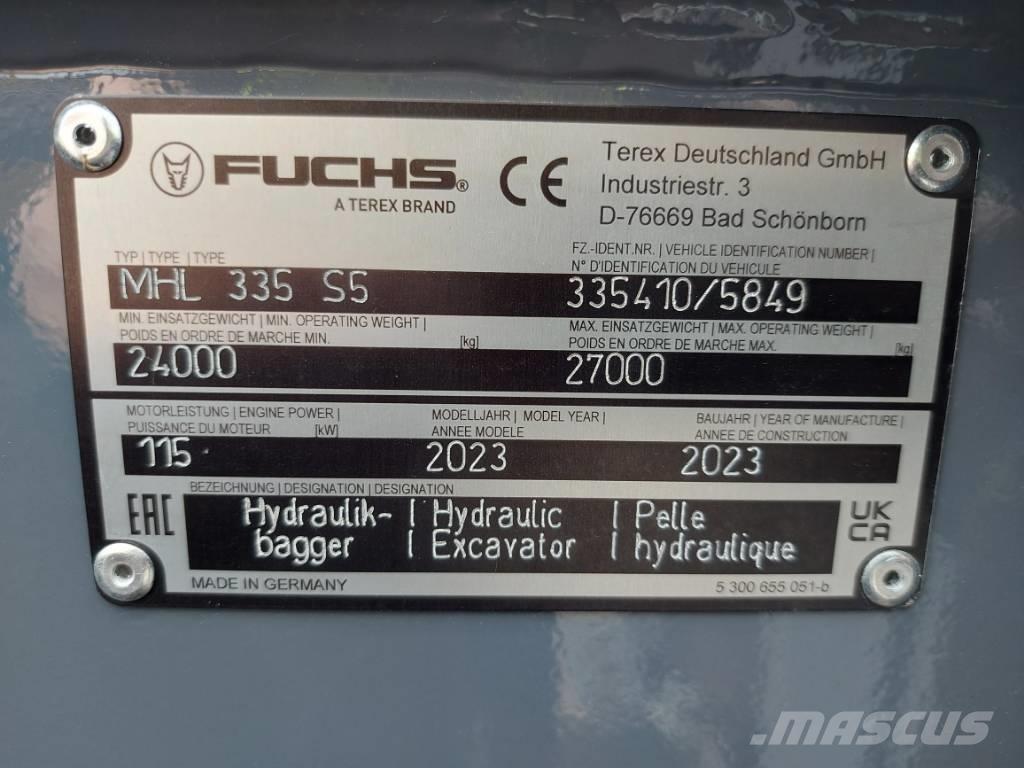 FUCHS®
A TEREX BRAND
CE
Terex Deutschland GmbH
Industriestr. 3
D-76669 Bad Schönborn
TYP | TYPE | TYPE
MHL 335 S5
FZ.-IDENT.NR. | VEHICLE IDENTIFICATION NUMBER |
N° D'IDENTIFICATION DU VEHICULE
335410/5849
MIN. EINSATZGEWICHT | MIN. OPERATING WEIGHT |
POIDS EN ORDRE DE MARCHE MIN. [kg]
24000
MAX. EINSATZGEWICHT | MAX. OPERATING WEIGHT |
POIDS EN ORDRE DE MARCHE MAX. [kg]
27000
MOTORLEISTUNG | ENGINE POWER |
PUISSANCE DU MOTEUR [kW]
115
MODELLJAHR | MODEL YEAR |
ANNEE MODELE
2023
BAUJAHR | YEAR OF MANUFACTURE |
ANNEE DE CONSTRUCTION
2023
BEZEICHNUNG | DESIGNATION | DESIGNATION
EAC
Hydraulik- | Hydraulic | Pelle
bagger | Excavator | hydraulique
UK
CA
MADE IN GERMANY
5 300 655 051-b
MASCUS